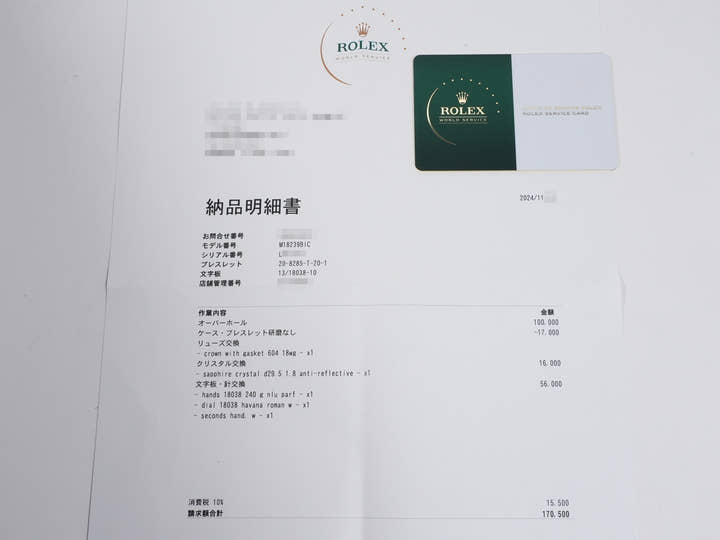 ROLEX
WORLD SERVICE
ROLEX
WORLD SERVICE
ROLEX SERVICE CARD
納品明細書
2024/11
お問合せ番号
モデル番号 M18239BIC
シリアル番号 L
ブレスレット 20-8285-T-20-1
文字板 13/18038-10
店舗管理番号
作業内容 金額
オーバーホール 100,000
ケース・ブレスレット研磨なし -17,000
リューズ交換
- crown with gasket 604 18wg - x1
クリスタル交換 16,000
- sapphire crystal d29.5 1.8 anti-reflective - x1
文字板・針交換 56,000
- hands 18038 240 g nlu parf - x1
- dial 18038 havana roman w - x1
- seconds hand. w - x1
消費税 10% 15,500
請求額合計 170,500